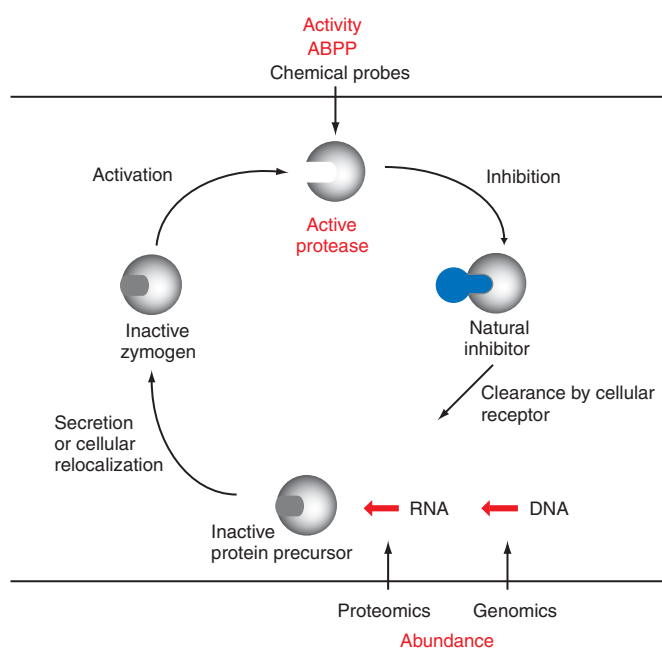 Activity
ABPP
Chemical probes
Activation
Inhibition
Active
protease
Inactive
zymogen
Natural
inhibitor
Clearance by cellular
receptor
Secretion
or cellular
relocalization
Inactive
protein precursor
RNA
DNA
Proteomics
Genomics
Abundance